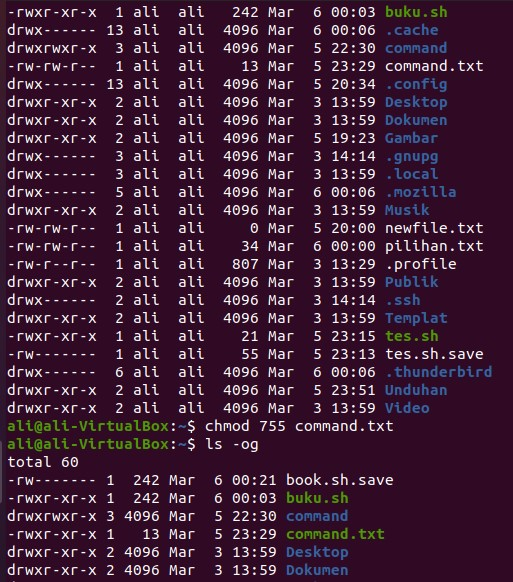 -rwxr-xr-x  1 ali  ali   242 Mar  6 00:03 buku.sh
drwx------ 13 ali  ali  4096 Mar  6 00:06 .cache
drwxrwxr-x  3 ali  ali  4096 Mar  5 22:30 command
-rw-rw-r--  1 ali  ali    13 Mar  5 23:29 command.txt
drwx------ 13 ali  ali  4096 Mar  5 20:34 .config
drwxr-xr-x  2 ali  ali  4096 Mar  3 13:59 Desktop
drwxr-xr-x  2 ali  ali  4096 Mar  3 13:59 Dokumen
drwxr-xr-x  2 ali  ali  4096 Mar  5 19:23 Gambar
drwx------  3 ali  ali  4096 Mar  3 14:14 .gnupg
drwx------  3 ali  ali  4096 Mar  3 13:59 .local
drwx------  5 ali  ali  4096 Mar  6 00:06 .mozilla
drwxr-xr-x  2 ali  ali  4096 Mar  3 13:59 Musik
-rw-rw-r--  1 ali  ali     0 Mar  5 20:00 newfile.txt
-rw-rw-r--  1 ali  ali    34 Mar  6 00:00 pilihan.txt
-rw-r--r--  1 ali  ali   807 Mar  3 13:29 .profile
drwxr-xr-x  2 ali  ali  4096 Mar  3 13:59 Publik
drwx------  2 ali  ali  4096 Mar  3 14:14 .ssh
drwxr-xr-x  2 ali  ali  4096 Mar  3 13:59 Templat
-rwxr-xr-x  1 ali  ali    21 Mar  5 23:15 tes.sh
-rw-------  1 ali  ali    55 Mar  5 23:13 tes.sh.save
drwx------  6 ali  ali  4096 Mar  6 00:06 .thunderbird
drwxr-xr-x  2 ali  ali  4096 Mar  5 23:51 Unduhan
drwxr-xr-x  2 ali  ali  4096 Mar  3 13:59 Video
ali@ali-VirtualBox:~$ chmod 755 command.txt
ali@ali-VirtualBox:~$ ls -og
total 60
-rw------- 1  242 Mar  6 00:21 book.sh.save
-rwxr-xr-x 1  242 Mar  6 00:03 buku.sh
drwxrwxr-x 3 4096 Mar  5 22:30 command
-rwxr-xr-x 1   13 Mar  5 23:29 command.txt
drwxr-xr-x 2 4096 Mar  3 13:59 Desktop
drwxr-xr-x 2 4096 Mar  3 13:59 Dokumen